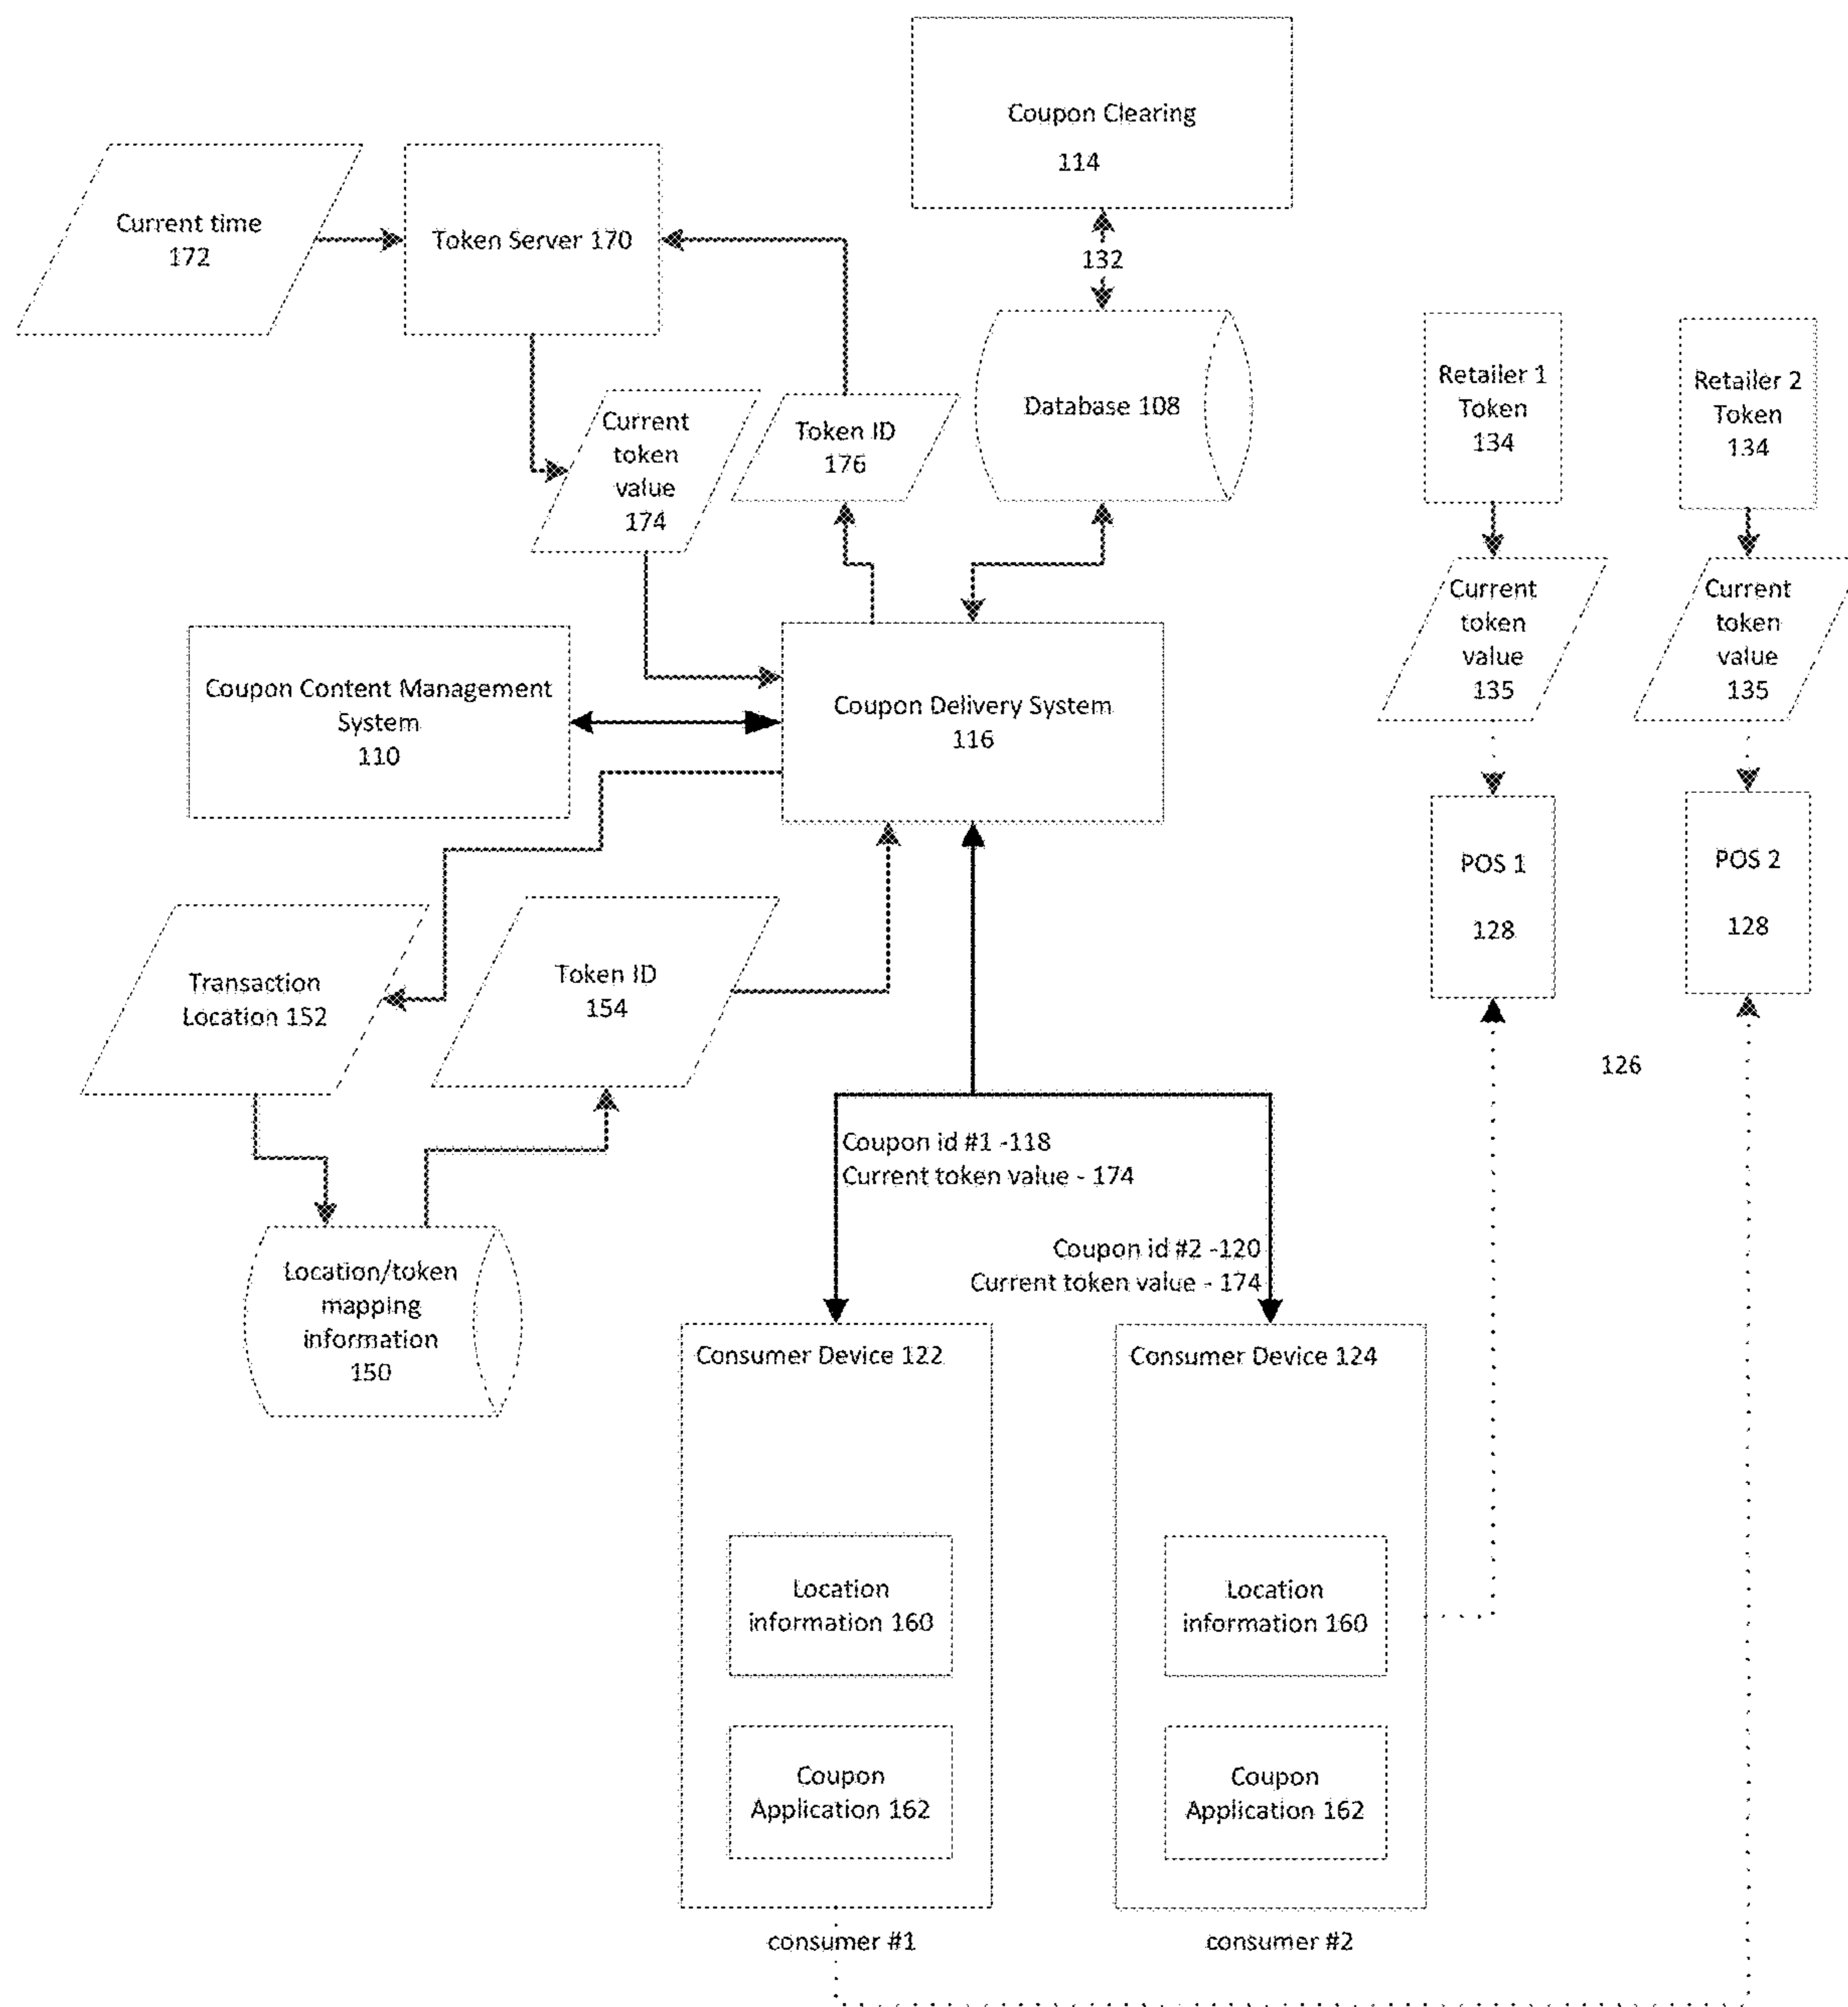 Coupon Clearing
114
Current time
172
Token Server 170
132
Database 108
Retailer 1
Token
134
Retailer 2
Token
134
Current
token
value
174
Token ID
176
Current
token
value
135
Current
token
value
135
Coupon Content Management
System
110
Coupon Delivery System
116
POS 1
128
POS 2
128
Transaction
Location 152
Token ID
154
126
Coupon id #1 -118
Current token value - 174
Coupon id #2 -120
Current token value - 174
Location/token
mapping
information
150
Consumer Device 122
Consumer Device 124
Location
information 160
Location
information 160
Coupon
Application 162
Coupon
Application 162
consumer #1
consumer #2